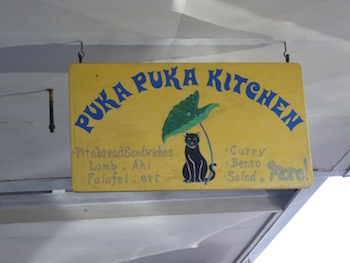 PUKA PUKA KITCHEN
Pitabread Sandwiches
Lamb . Ahi
Falafel . etc
. Curry
. Bento
Salad .
More!